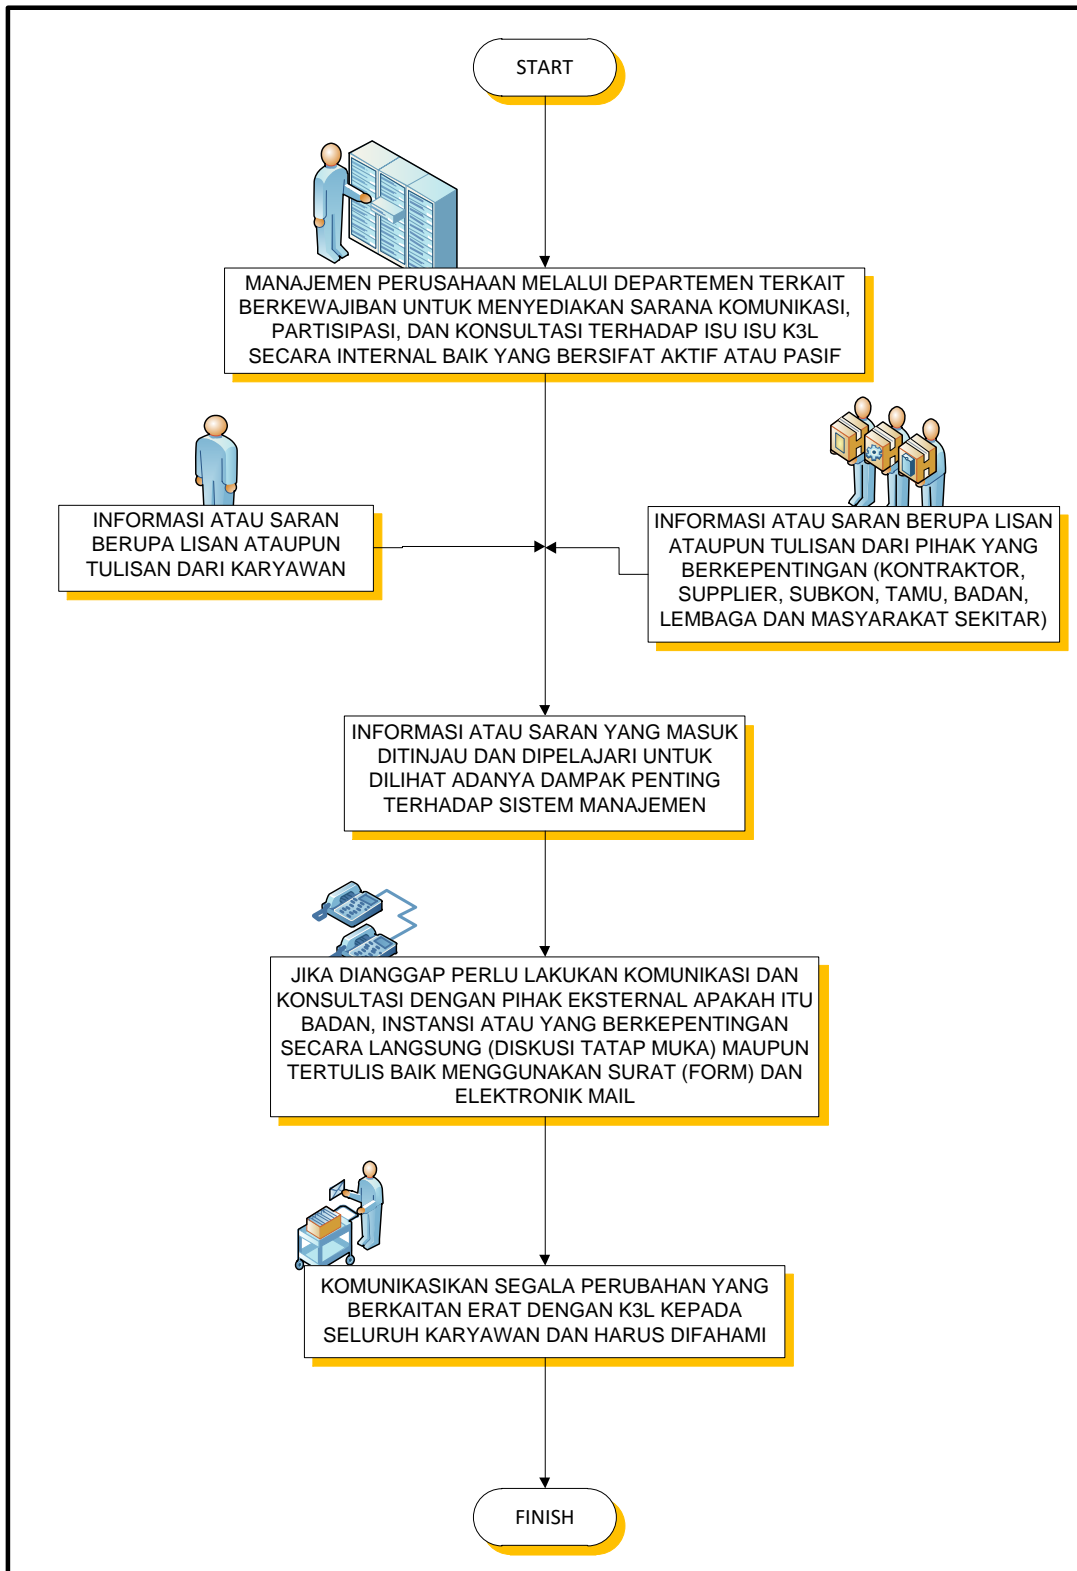 START
MANAJEMEN PERUSAHAAN MELALUI DEPARTEMEN TERKAIT
BERKEWAJIBAN UNTUK MENYEDIAKAN SARANA KOMUNIKASI,
PARTISIPASI, DAN KONSULTASI TERHADAP ISU ISU K3L
SECARA INTERNAL BAIK YANG BERSIFAT AKTIF ATAU PASIF
INFORMASI ATAU SARAN
BERUPA LISAN ATAUPUN
TULISAN DARI KARYAWAN
INFORMASI ATAU SARAN BERUPA LISAN
ATAUPUN TULISAN DARI PIHAK YANG
BERKEPENTINGAN (KONTRAKTOR,
SUPPLIER, SUBKON, TAMU, BADAN,
LEMBAGA DAN MASYARAKAT SEKITAR)
INFORMASI ATAU SARAN YANG MASUK
DITINJAU DAN DIPELAJARI UNTUK
DILIHAT ADANYA DAMPAK PENTING
TERHADAP SISTEM MANAJEMEN
JIKA DIANGGAP PERLU LAKUKAN KOMUNIKASI DAN
KONSULTASI DENGAN PIHAK EKSTERNAL APAKAH ITU
BADAN, INSTANSI ATAU YANG BERKEPENTINGAN
SECARA LANGSUNG (DISKUSI TATAP MUKA) MAUPUN
TERTULIS BAIK MENGGUNAKAN SURAT (FORM) DAN
ELEKTRONIK MAIL
KOMUNIKASIKAN SEGALA PERUBAHAN YANG
BERKAITAN ERAT DENGAN K3L KEPADA
SELURUH KARYAWAN DAN HARUS DIFAHAMI
FINISH